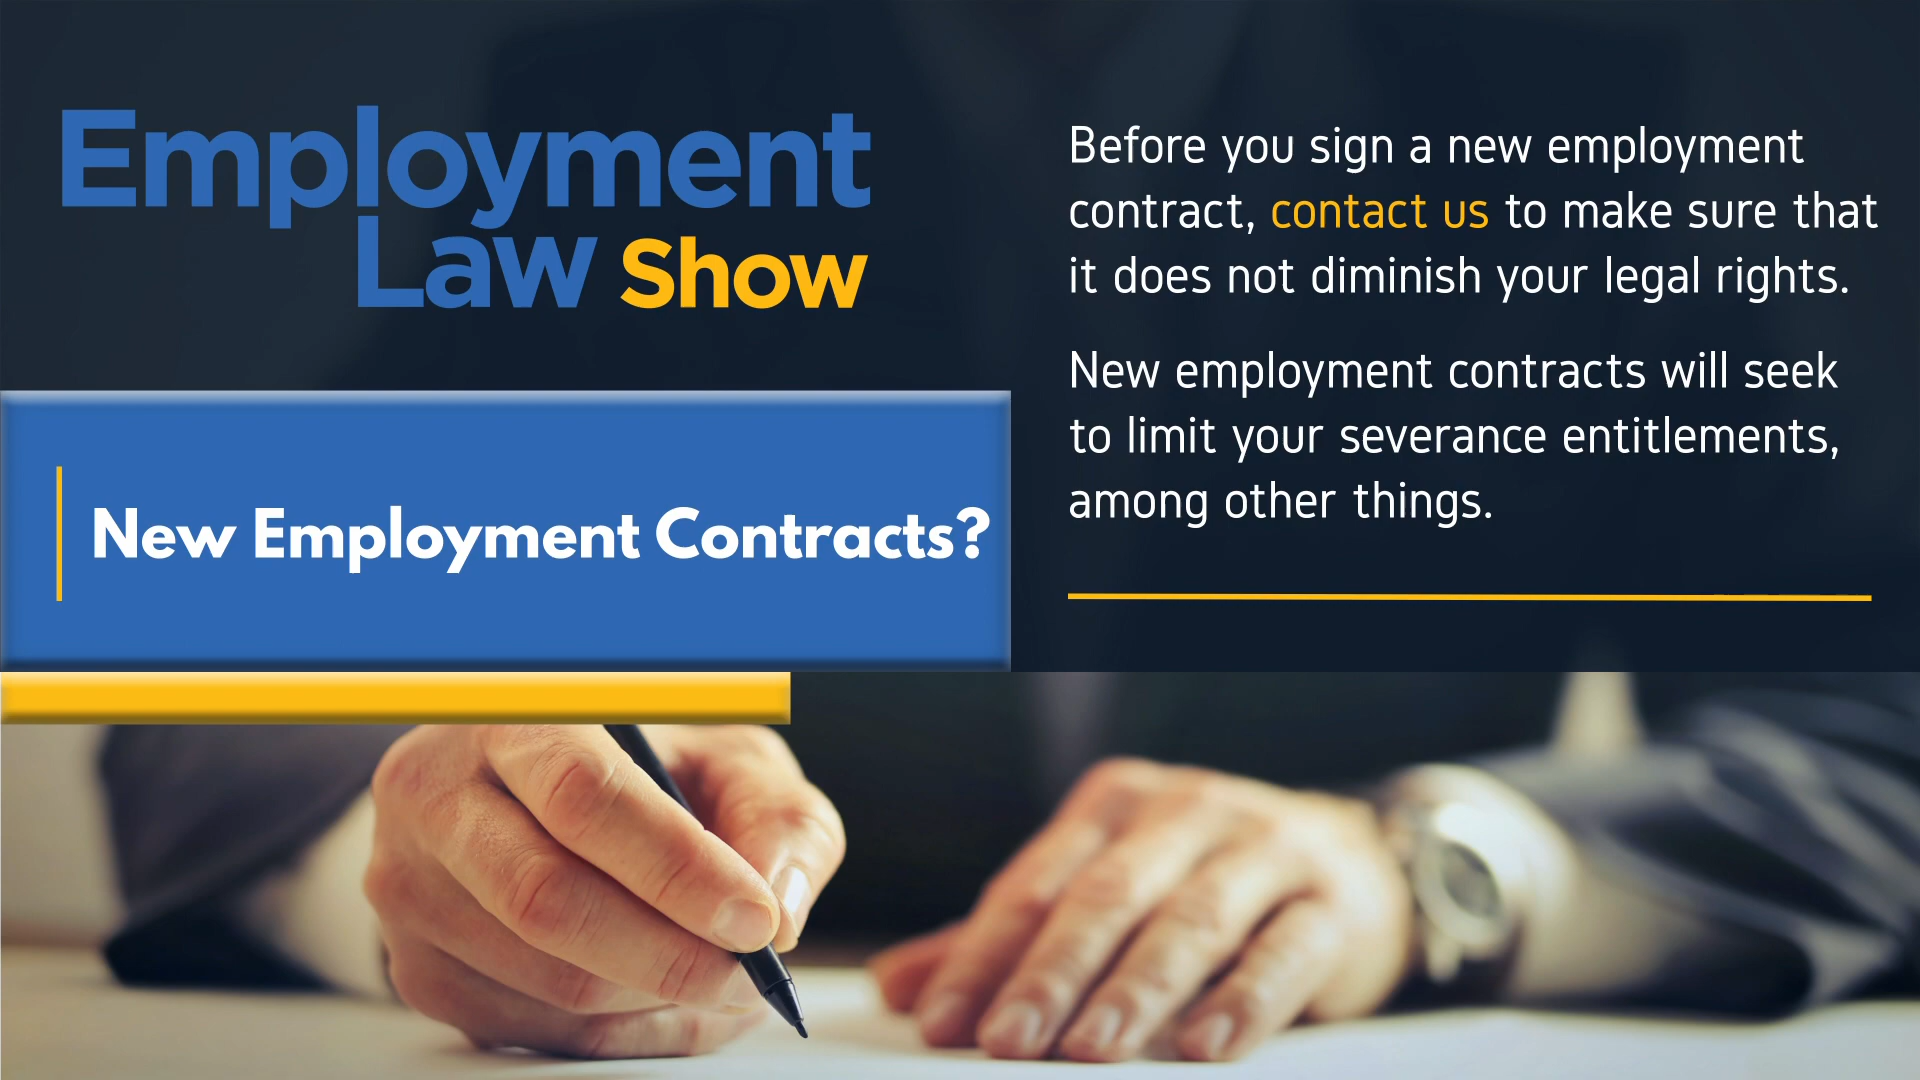 Employment
Law Show
New Employment Contracts?
Before you sign a new employment
contract, contact us to make sure that
it does not diminish your legal rights.
New employment contracts will seek
to limit your severance entitlements,
among other things.